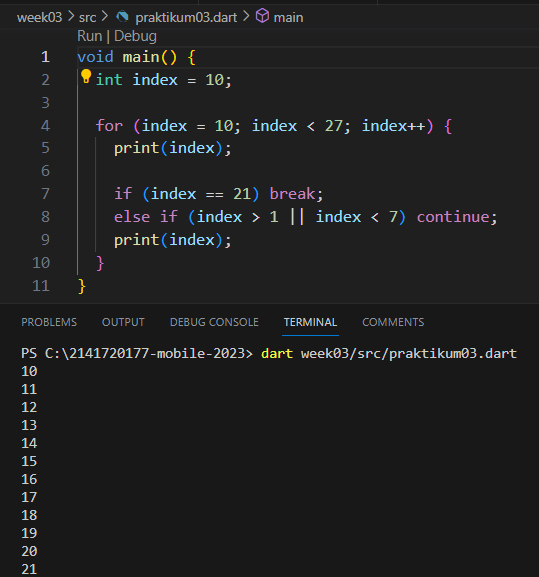 week03 > src > praktikum03.dart > main
Run | Debug
1 void main() {
2   int index = 10;
3
4   for (index = 10; index < 27; index++) {
5     print(index);
6
7     if (index == 21) break;
8     else if (index > 1 || index < 7) continue;
9     print(index);
10   }
11 }
PROBLEMS OUTPUT DEBUG CONSOLE TERMINAL COMMENTS
PS C:\2141720177-mobile-2023> dart week03/src/praktikum03.dart
10
11
12
13
14
15
16
17
18
19
20
21